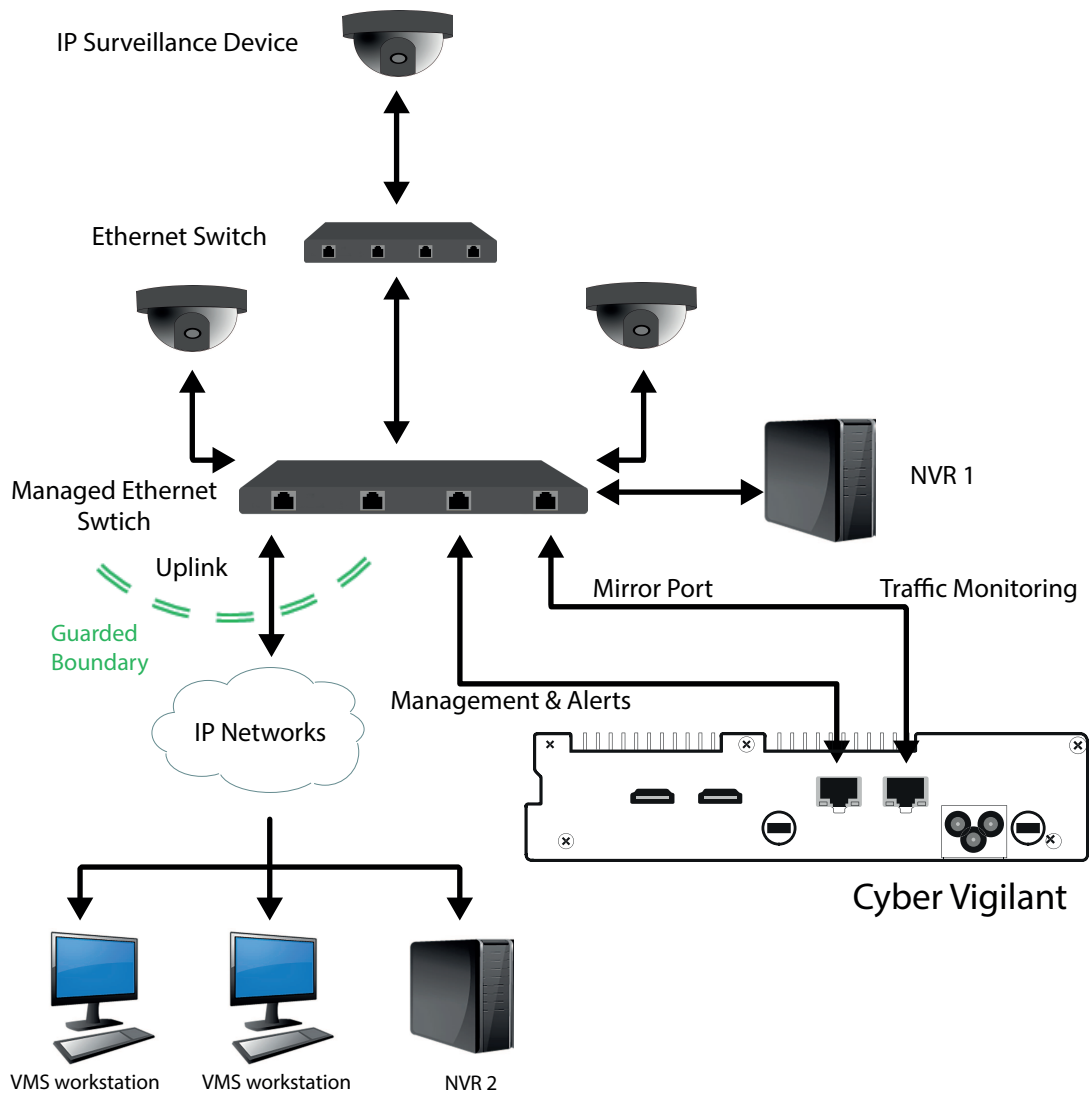 IP Surveillance Device
Ethernet Switch
NVR 1
Managed Ethernet
Swtich
Uplink
Mirror Port
Traffic Monitoring
Guarded
Boundary
Management & Alerts
IP Networks
Cyber Vigilant
VMS workstation
VMS workstation
NVR 2